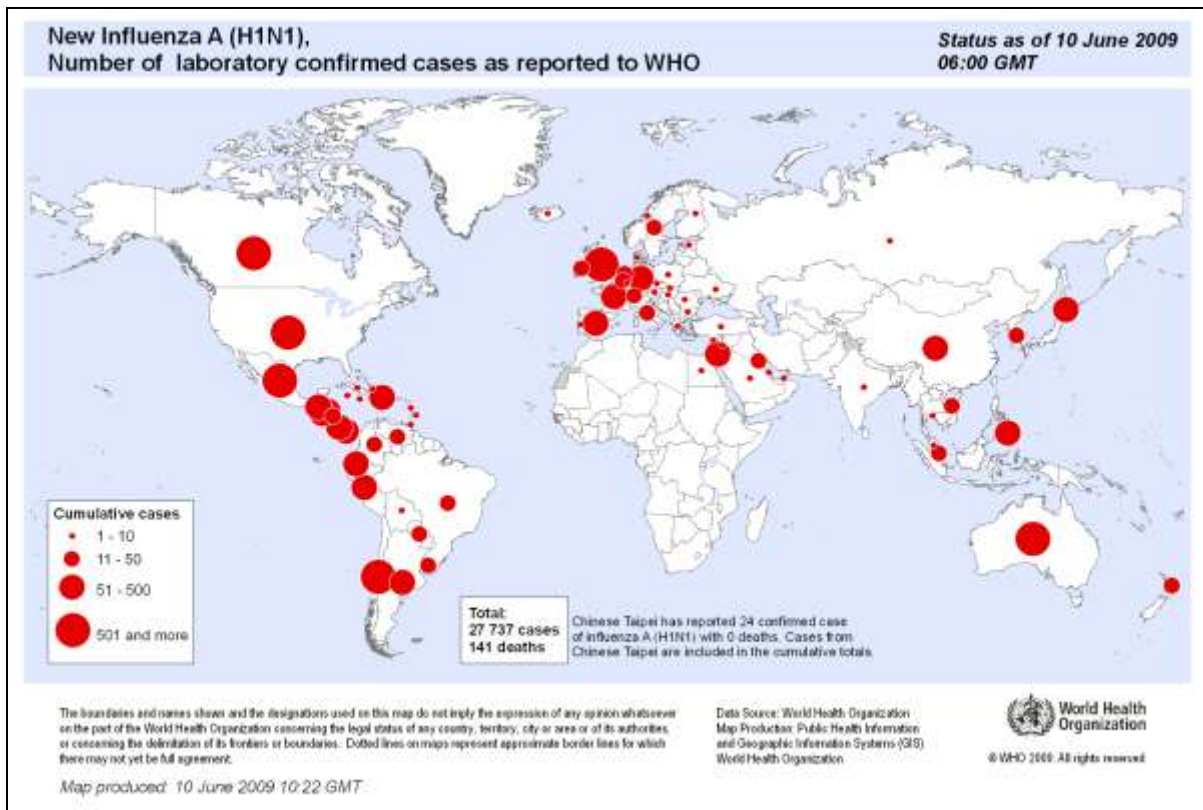 New Influenza A (H1N1),
Number of laboratory confirmed cases as reported to WHO
Status as of 10 June 2009
06:00 GMT
Cumulative cases
1 - 10
11 - 50
51 - 500
501 and more
Total:
27 737 cases
141 deaths
Chinese Taipei has reported 24 confirmed case
of influenza A (H1N1) with 0 deaths. Cases from
Chinese Taipei are included in the cumulative totals.
The boundaries and names shown and the designations used on this map do not imply the expression of any opinion whatsoever
on the part of the World Health Organization concerning the legal status of any country, territory, city or area or of its authorities,
or concerning the delimitation of its frontiers or boundaries. Dotted lines on maps represent approximate border lines for which
there may not yet be full agreement.
Data Source: World Health Organization
Map Production: Public Health Information
and Geographic Information Systems (GIS)
World Health Organization
World Health
Organization
© WHO 2009. All rights reserved
Map produced: 10 June 2009 10:22 GMT